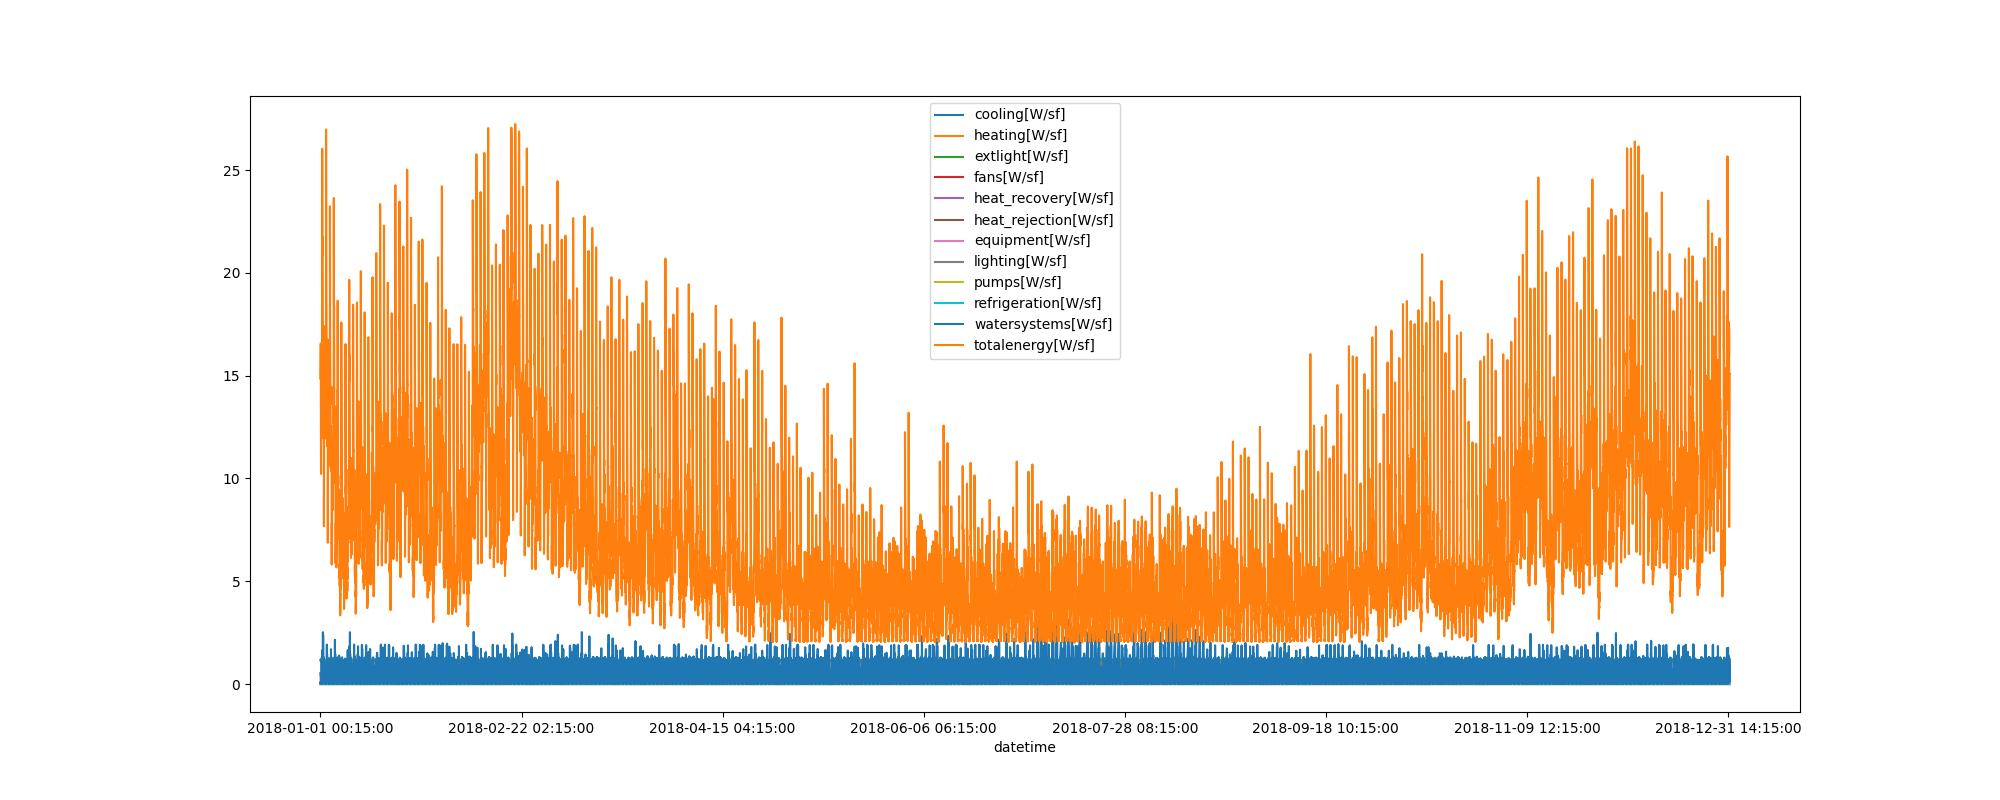 cooling[W/sf]
heating[W/sf]
extlight[W/sf]
fans[W/sf]
heat_recovery[W/sf]
heat_rejection[W/sf]
equipment[W/sf]
lighting[W/sf]
pumps[W/sf]
refrigeration[W/sf]
watersystems[W/sf]
totalenergy[W/sf]
25
20
15
10
5
0
2018-01-01 00:15:00 2018-02-22 02:15:00 2018-04-15 04:15:00 2018-06-06 06:15:00 2018-07-28 08:15:00 2018-09-18 10:15:00 2018-11-09 12:15:00 2018-12-31 14:15:00
datetime